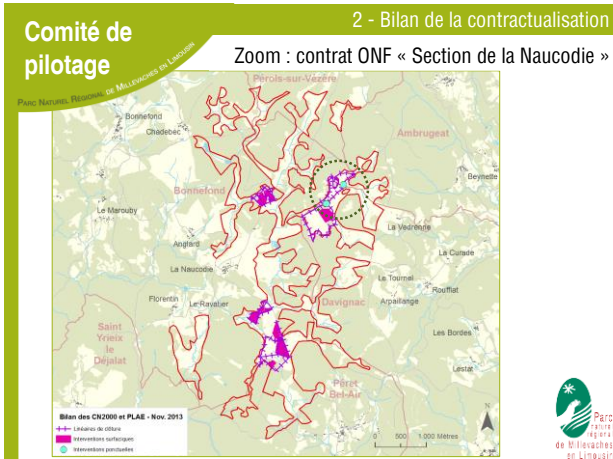 Comité de
pilotage
PARC NATUREL RÉGIONAL DE MILLEVACHES EN LIMOUSIN
2 - Bilan de la contractualisation
Zoom : contrat ONF « Section de la Naucodie »
Pérols-sur-Vézère
Bonnefond
Chadebec
Ambrugeat
Beynette
Bonnefond
Le Marouby
La Vedrenne
Anglard
La Curade
La Naucodie
La Tournal
Rouffiat
Florentin
Le Ravatier
Arpaillange
Davignac
Saint
Yrieix
le
Déjalat
Les Bordes
Lestat
Péret
Bel-Air
Bilan des CN2000 et PLAE - Nov. 2013
Linéaires de clôture
Interventions surfaciques
Interventions ponctuelles
0 500 1 000 Mètres
Parc
naturel
régional
de Millevaches
en Limousin